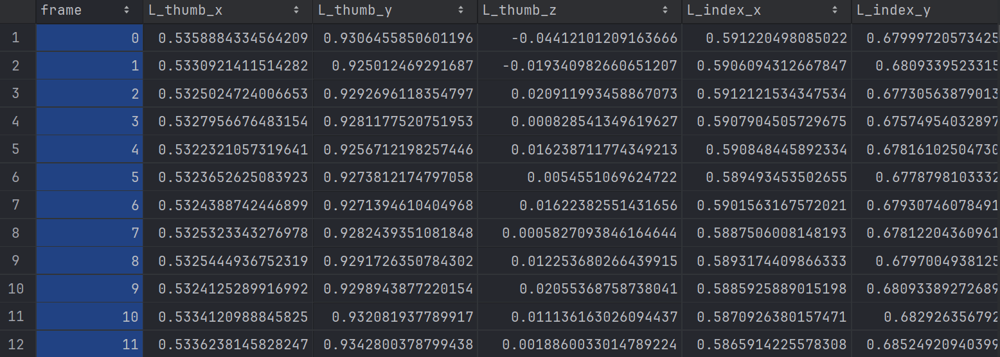 frame L_thumb_x L_thumb_y L_thumb_z L_index_x L_index_y
1 0 0.5358884334564209 0.9306455850601196 -0.04412101209163666 0.591220498085022 0.67999720573425
2 1 0.5330921411514282 0.925012469291687 -0.019340982660651207 0.5906094312667847 0.68093395233315
3 2 0.5325024724006653 0.9292696118354797 0.020911993458867073 0.5912121534347534 0.67730563879013
4 3 0.5327956676483154 0.9281177520751953 0.000828541349619627 0.5907904505729675 0.67574954032897
5 4 0.5322321057319641 0.9256712198257446 0.016238711774349213 0.590848445892334 0.67816102504730
6 5 0.5323652625083923 0.9273812174797058 0.0054551069624722 0.589493453502655 0.6778798103332
7 6 0.5324388742446899 0.9271394610404968 0.01622382551431656 0.5901563167572021 0.67930746078491
8 7 0.5325323343276978 0.9282439351081848 0.0005827093846164644 0.5887506008148193 0.67812204360961
9 8 0.5325444936752319 0.9291726350784302 0.012253680266439915 0.5893174409866333 0.6797004938125
10 9 0.5324125289916992 0.9298943877220154 0.02055368758738041 0.5885925889015198 0.68093389272689
11 10 0.5334120988845825 0.932081937789917 0.011136163026094437 0.5870926380157471 0.682926356792
12 11 0.5336238145828247 0.9342800378799438 0.0018860033014789224 0.5865914225578308 0.68524920940399